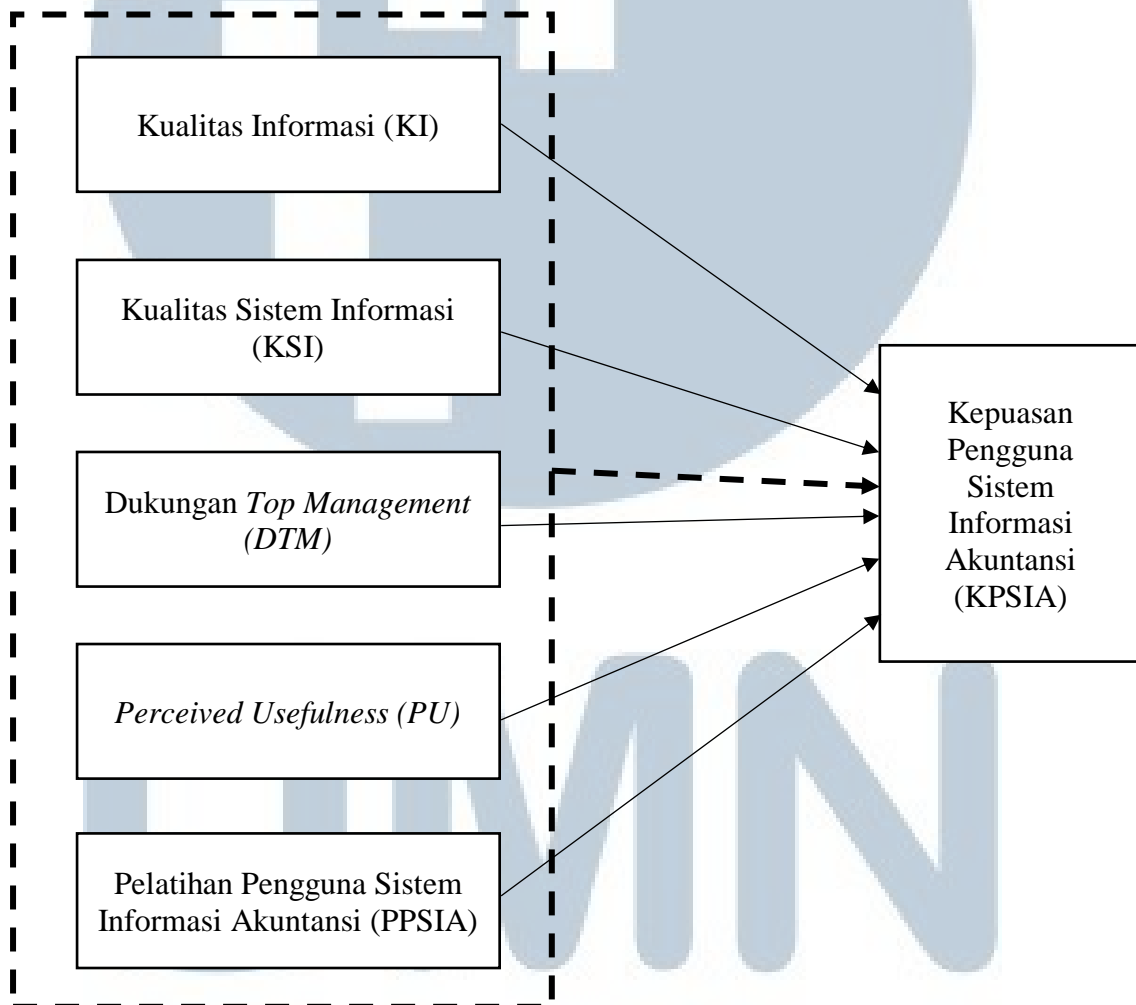 Kualitas Informasi (KI)
Kualitas Sistem Informasi
(KSI)
Dukungan Top Management
(DTM)
Perceived Usefulness (PU)
Pelatihan Pengguna Sistem
Informasi Akuntansi (PPSIA)
Kepuasan
Pengguna
Sistem
Informasi
Akuntansi
(KPSIA)
UMN